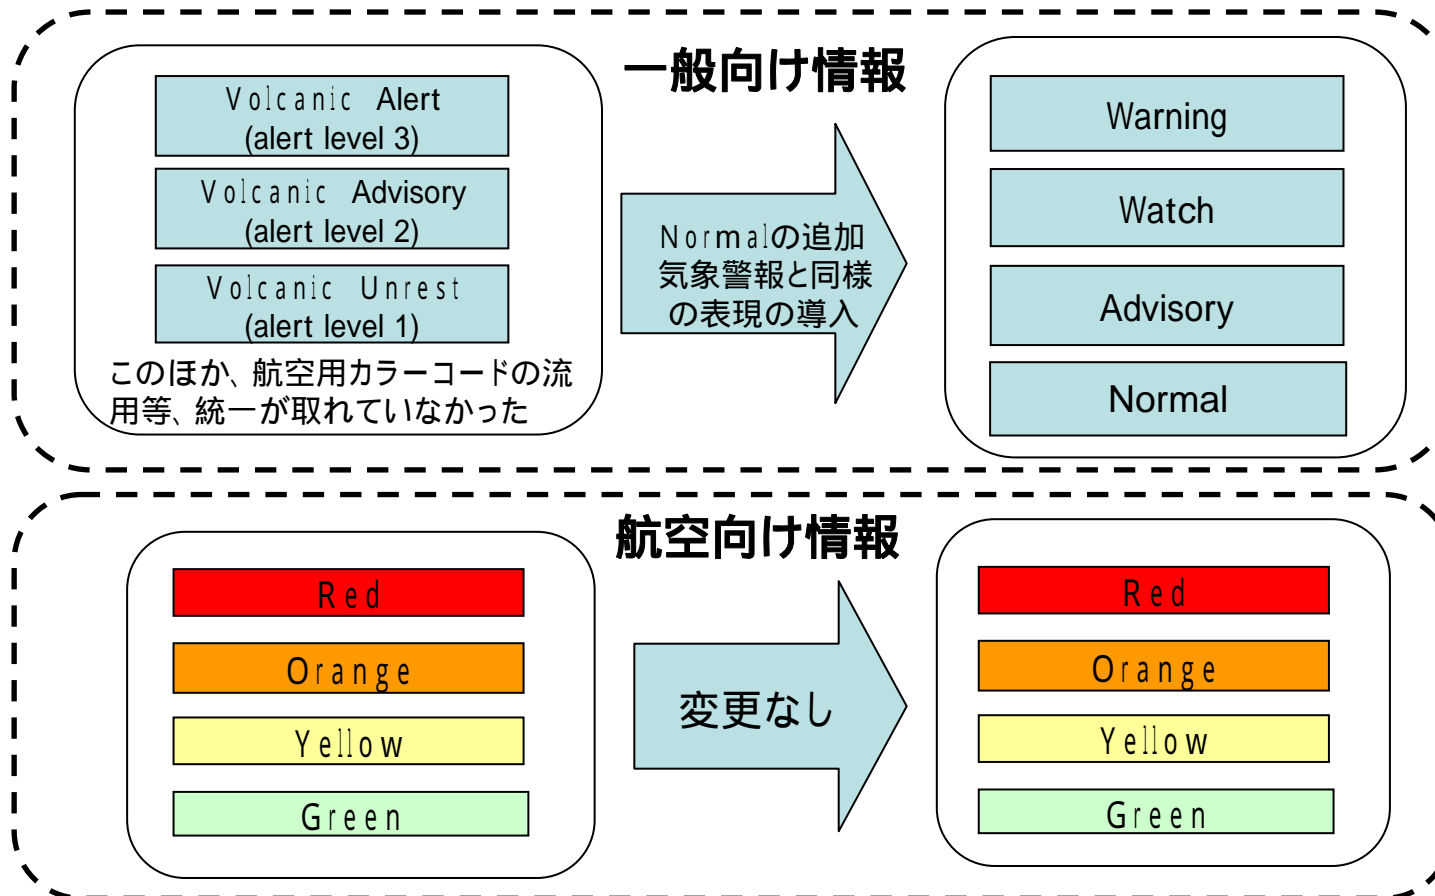 一般向け情報
Volcanic Alert
(alert level 3)
Volcanic Advisory
(alert level 2)
Volcanic Unrest
(alert level 1)
このほか、航空用カラーコードの流
用等、統一が取れていなかった
Normalの追加
気象警報と同様
の表現の導入
Warning
Watch
Advisory
Normal
航空向け情報
Red
Orange
Yellow
Green
変更なし
Red
Orange
Yellow
Green